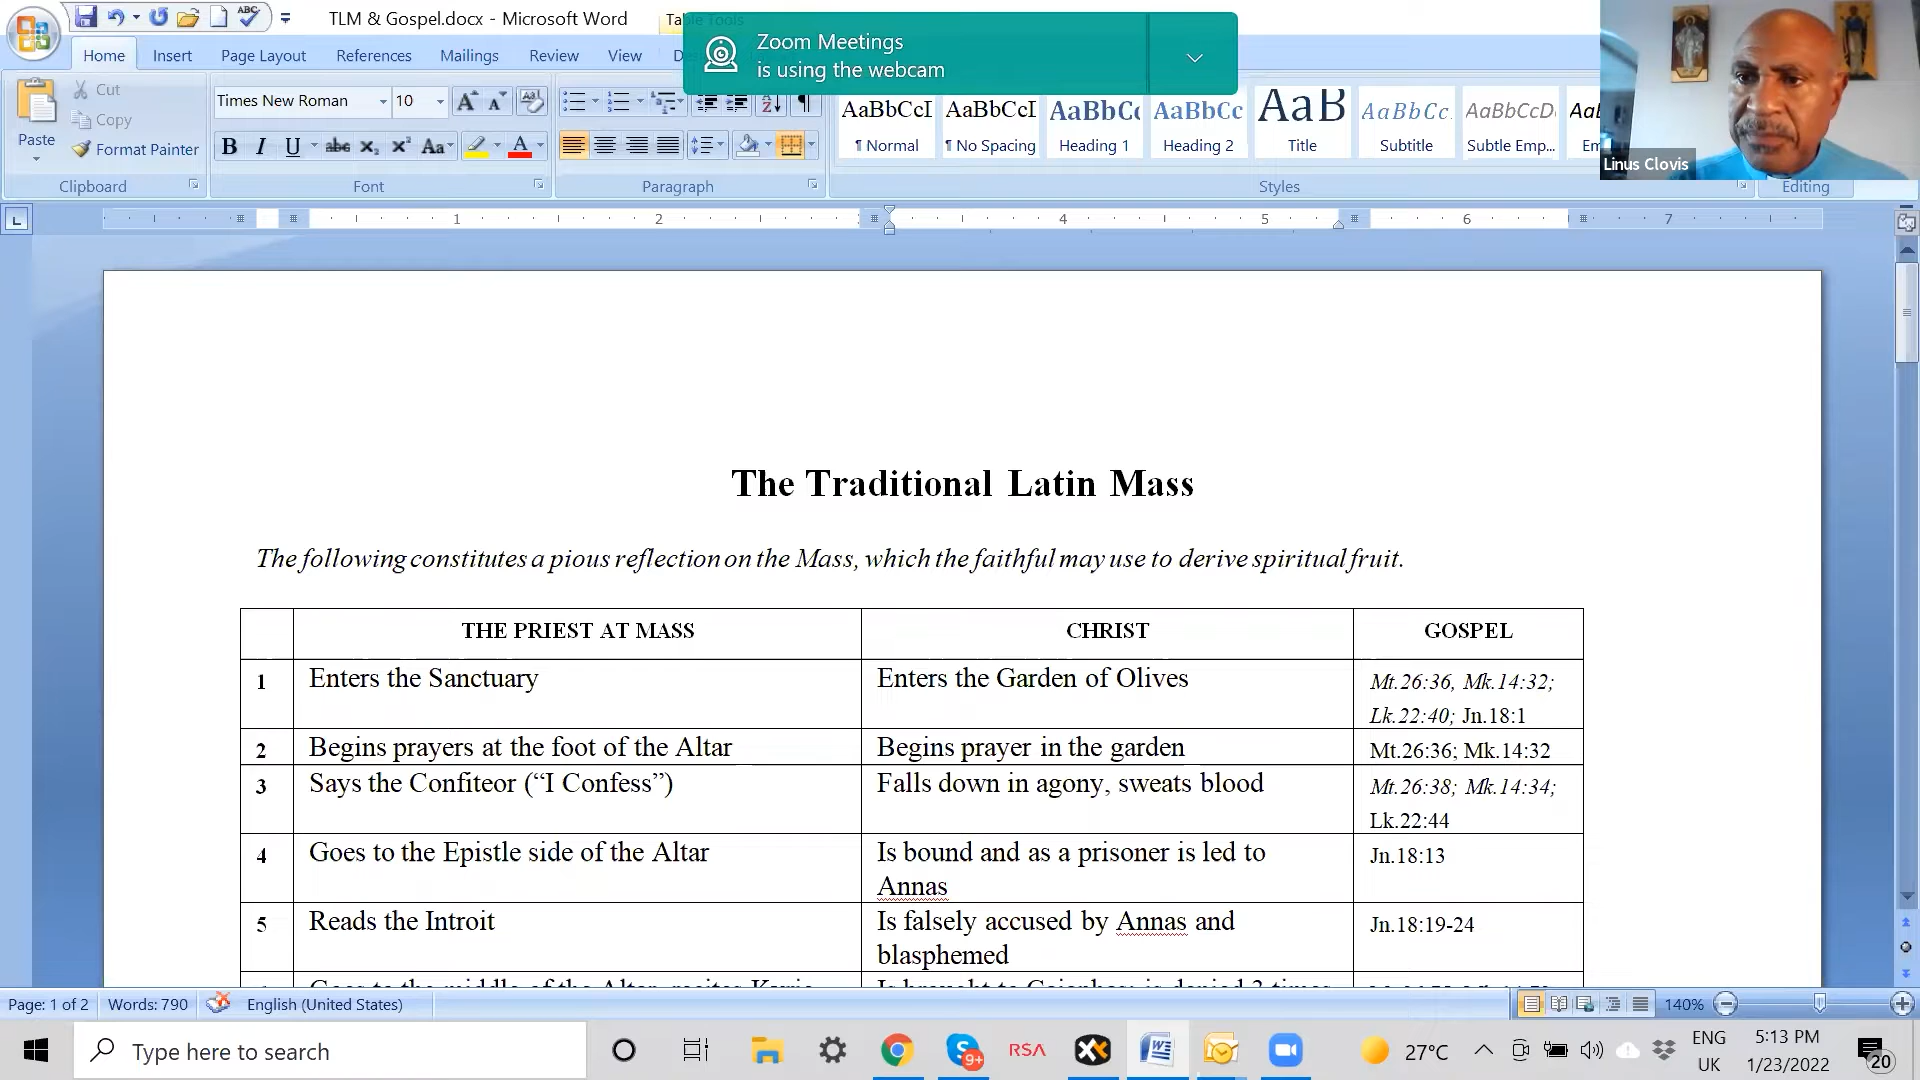 TLM & Gospel.docx - Microsoft Word
Zoom Meetings
is using the webcam
Home Insert Page Layout References Mailings Review View
Paste
Cut
Copy
Format Painter
Times New Roman 10
AaBbCcI AaBbCcI AaBbC AaBbCc AaB AaBbCc. AaBbCcD
¶ Normal ¶ No Spacing Heading 1 Heading 2 Title Subtitle Subtle Emp...
Clipboard Font Paragraph Styles Editing
Linus Clovis
1 2 4 5 6 7
The Traditional Latin Mass
The following constitutes a pious reflection on the Mass, which the faithful may use to derive spiritual fruit.
THE PRIEST AT MASS CHRIST GOSPEL
1 Enters the Sanctuary Enters the Garden of Olives Mt.26:36, Mk.14:32;
Lk.22:40; Jn.18:1
2 Begins prayers at the foot of the Altar Begins prayer in the garden Mt.26:36; Mk.14:32
3 Says the Confiteor (“I Confess”) Falls down in agony, sweats blood Mt.26:38; Mk.14:34;
Lk.22:44
4 Goes to the Epistle side of the Altar Is bound and as a prisoner is led to Jn.18:13
Annas
5 Reads the Introit Is falsely accused by Annas and Jn.18:19-24
blasphemed
Page: 1 of 2 Words: 790 English (United States) 140%
Type here to search
9+ RSA
27°C
ENG
UK
5:13 PM
1/23/2022
20